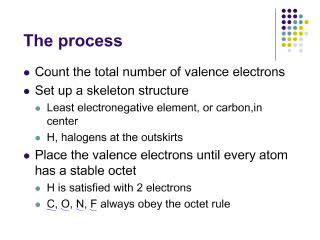 The process
Count the total number of valence electrons
Set up a skeleton structure
Least electronegative element, or carbon,in
center
H, halogens at the outskirts
Place the valence electrons until every atom
has a stable octet
H is satisfied with 2 electrons
C, O, N, F always obey the octet rule